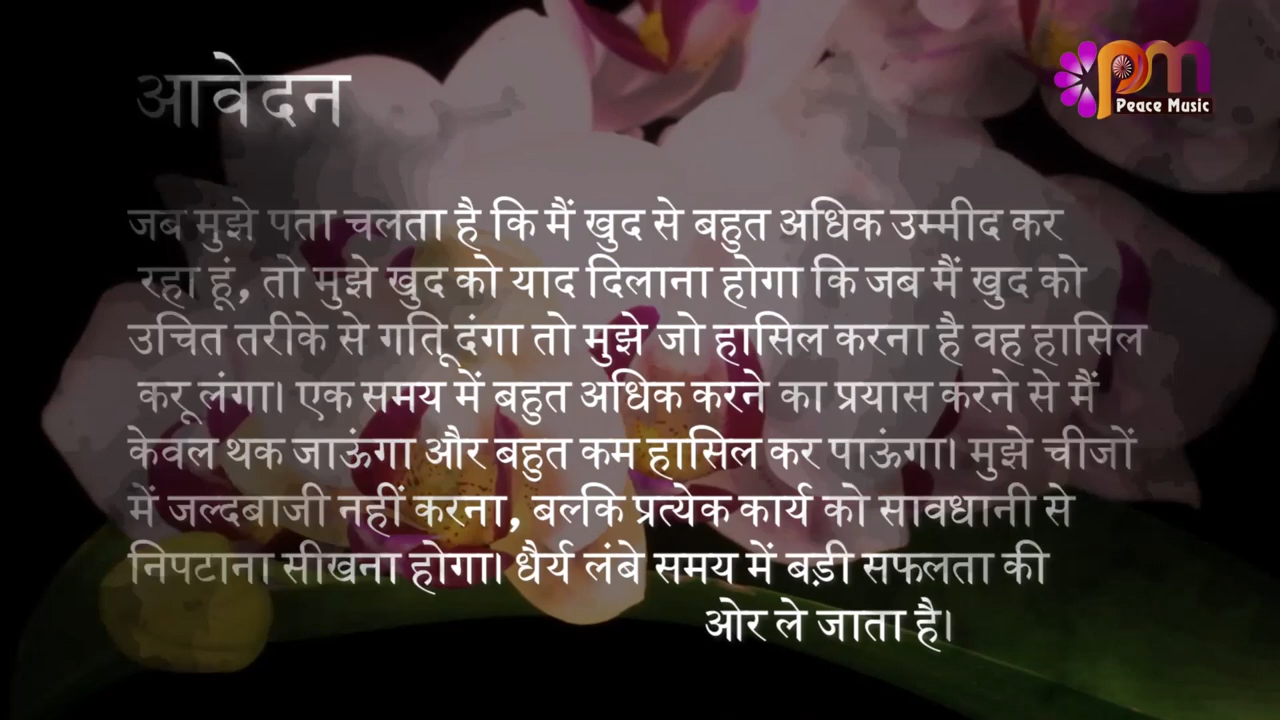 आवेदन
Peace Music
जब मुझे पता चलता है कि मैं खुद से बहुत अधिक उम्मीद कर
रहा हूं, तो मुझे खुद को याद दिलाना होगा कि जब मैं खुद को
उचित तरीके से गति दूंगा तो मुझे जो हासिल करना है वह हासिल
कर लूंगा। एक समय में बहुत अधिक करने का प्रयास करने से मैं
केवल थक जाऊंगा और बहुत कम हासिल कर पाऊंगा। मुझे चीजों
में जल्दबाजी नहीं करना, बल्कि प्रत्येक कार्य को सावधानी से
निपटाना सीखना होगा। धैर्य लंबे समय में बड़ी सफलता की
ओर ले जाता है।